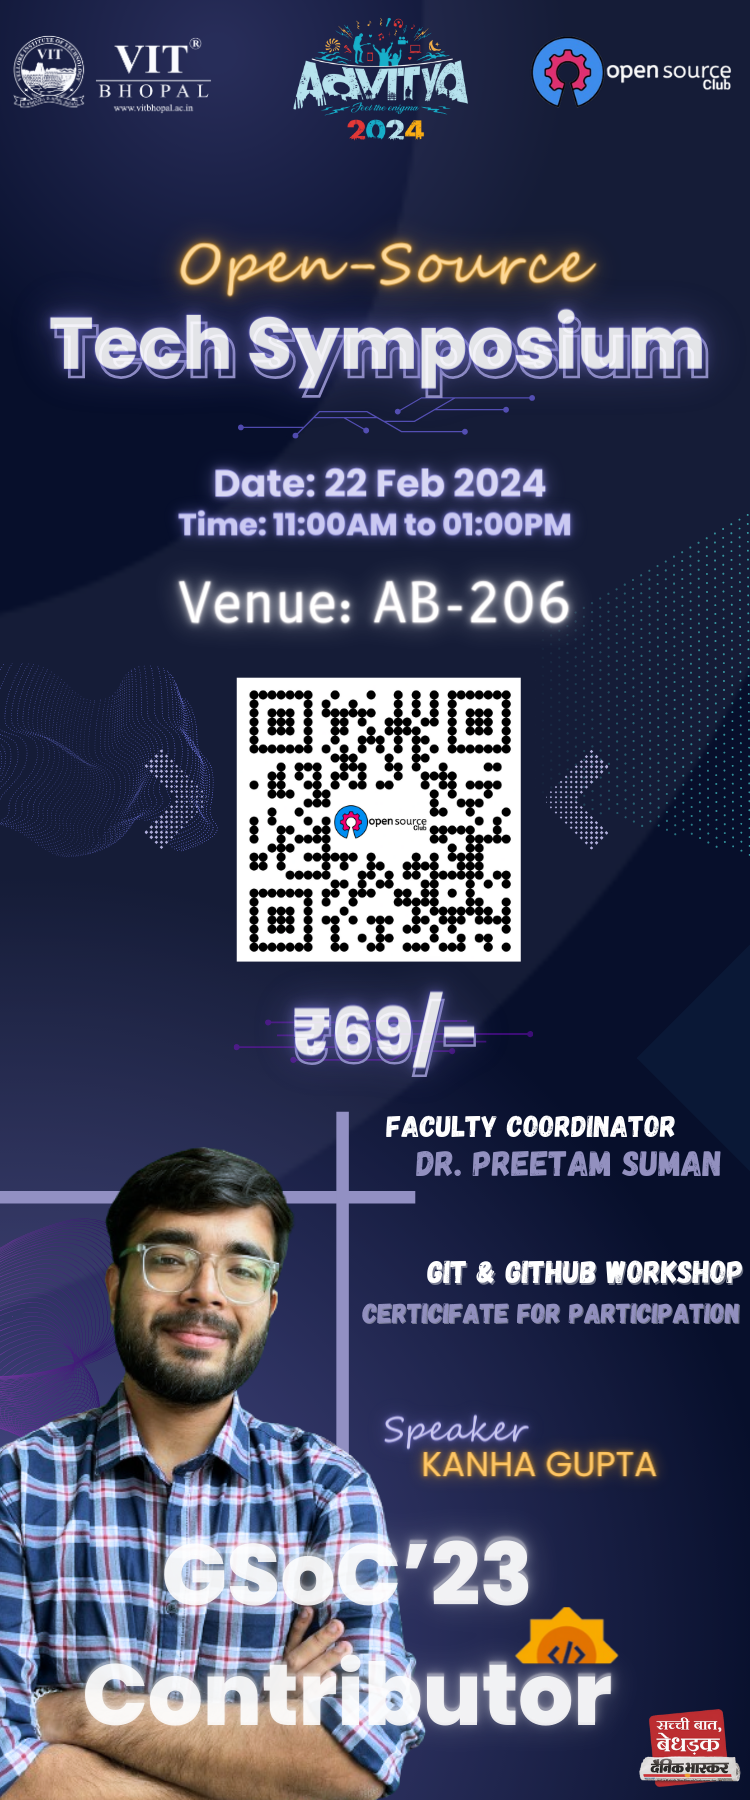 VIT®
BHOPAL
www.vitbhopal.ac.in
VIT
AdVITya
Feel the enigma
2024
open source
Club
Open-Source
Tech Symposium
Date: 22 Feb 2024
Time: 11:00AM to 01:00PM
Venue: AB-206
open source
Club
₹69/-
FACULTY COORDINATOR
DR. PREETAM SUMAN
GIT & GITHUB WORKSHOP
CERTICIFATE FOR PARTICIPATION
Speaker
KANHA GUPTA
GSoC’23
</>
Contributor
सच्ची बात,
बेधड़क
दैनिक भास्कर